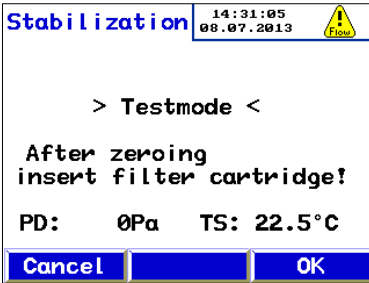 Stabilization
14:31:05
08.07.2013
Flow
> Testmode <
After zeroing
insert filter cartridge!
PD: 0Pa TS: 22.5°C
Cancel OK